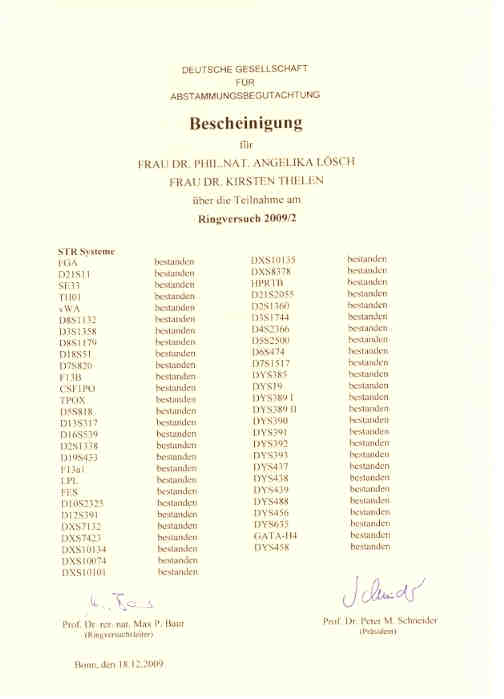 DEUTSCHE GESELLSCHAFT
FÜR
ABSTAMMUNGSBEGUTACHTUNG
Bescheinigung
für
FRAU DR. PHIL.NAT. ANGELIKA LÖSCH
FRAU DR. KIRSTEN THELEN
über die Teilnahme am
Ringversuch 2009/2
STR Systeme
FGA bestanden
D21S11 bestanden
SE33 bestanden
TH01 bestanden
vWA bestanden
D8S1132 bestanden
D3S1358 bestanden
D8S1179 bestanden
D18S51 bestanden
D7S820 bestanden
F13B bestanden
CSF1PO bestanden
TPOX bestanden
D5S818 bestanden
D13S317 bestanden
D16S539 bestanden
D2S1338 bestanden
D19S433 bestanden
F13a1 bestanden
LPL bestanden
FES bestanden
D10S2325 bestanden
D12S391 bestanden
DXS7132 bestanden
DXS7423 bestanden
DXS10134 bestanden
DXS10074 bestanden
DXS10101 bestanden
DXS10135 bestanden
DXS8378 bestanden
HPRTB bestanden
D21S2055 bestanden
D2S1360 bestanden
D3S1744 bestanden
D4S2366 bestanden
D5S2500 bestanden
D6S474 bestanden
D7S1517 bestanden
DYS385 bestanden
DYS19 bestanden
DYS389 I bestanden
DYS389 II bestanden
DYS390 bestanden
DYS391 bestanden
DYS392 bestanden
DYS393 bestanden
DYS437 bestanden
DYS438 bestanden
DYS439 bestanden
DYS488 bestanden
DYS456 bestanden
DYS635 bestanden
GATA-H4 bestanden
DYS458 bestanden
Prof. Dr. rer. nat. Max P. Baur
(Ringversuchsleiter)
Prof. Dr. Peter M. Schneider
(Präsident)
Bonn, den 18.12.2009